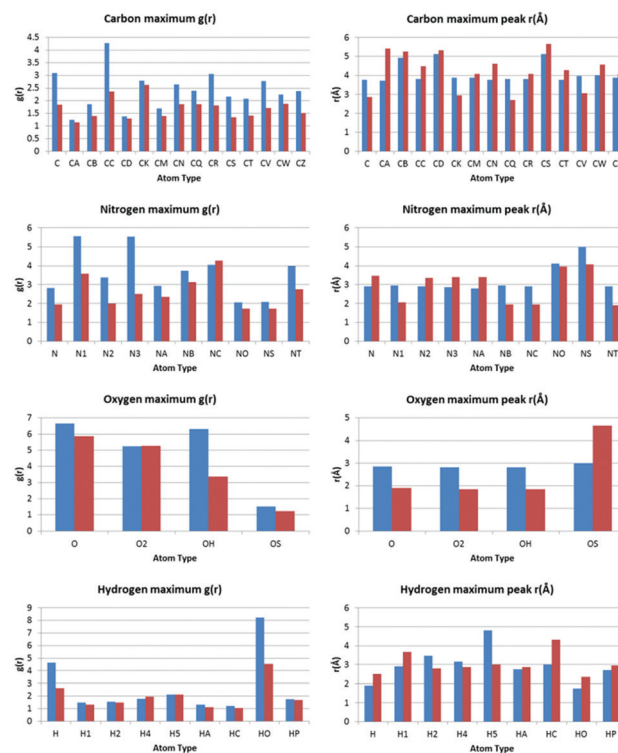 Carbon maximum g(r)
4.5
4
3.5
3
2.5
2
1.5
1
0.5
0
g(r)
C CA CB CC CD CK CM CN CQ CR CS CT CV CW CZ
Atom Type
Carbon maximum peak r(Å)
6
5
4
3
2
1
0
r(Å)
C CA CB CC CD CK CM CN CQ CR CS CT CV CW
Atom Type
Nitrogen maximum g(r)
6
5
4
3
2
1
0
g(r)
N N1 N2 N3 NA NB NC NO NS NT
Atom Type
Nitrogen maximum peak r(Å)
6
5
4
3
2
1
0
r(Å)
N N1 N2 N3 NA NB NC NO NS NT
Atom Type
Oxygen maximum g(r)
7
6
5
4
3
2
1
0
g(r)
O O2 OH OS
Atom Type
Oxygen maximum peak r(Å)
5
4
3
2
1
0
r(Å)
O O2 OH OS
Atom Type
Hydrogen maximum g(r)
9
8
7
6
5
4
3
2
1
0
g(r)
H H1 H2 H4 H5 HA HC HO HP
Atom Type
Hydrogen maximum peak r(Å)
6
5
4
3
2
1
0
r(Å)
H H1 H2 H4 H5 HA HC HO HP
Atom Type